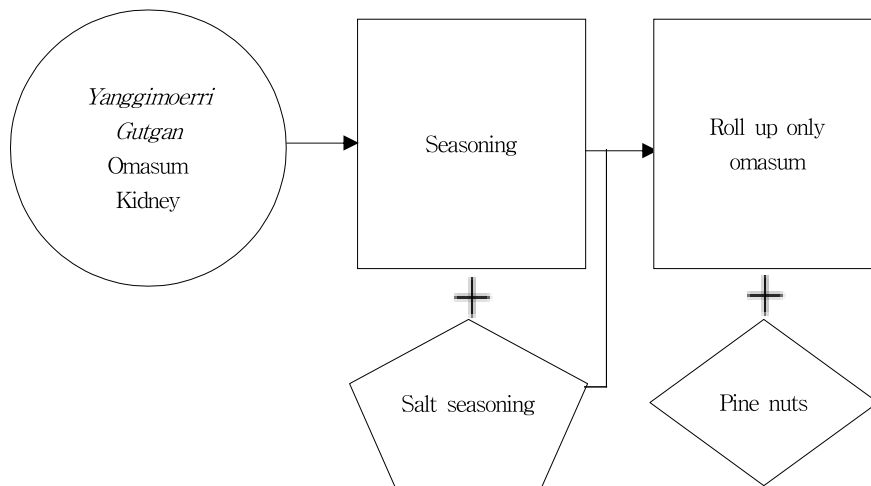 Yanggimoerri
Gutgan
Omasum
Kidney
Seasoning
Roll up only
omasum
Salt seasoning
Pine nuts